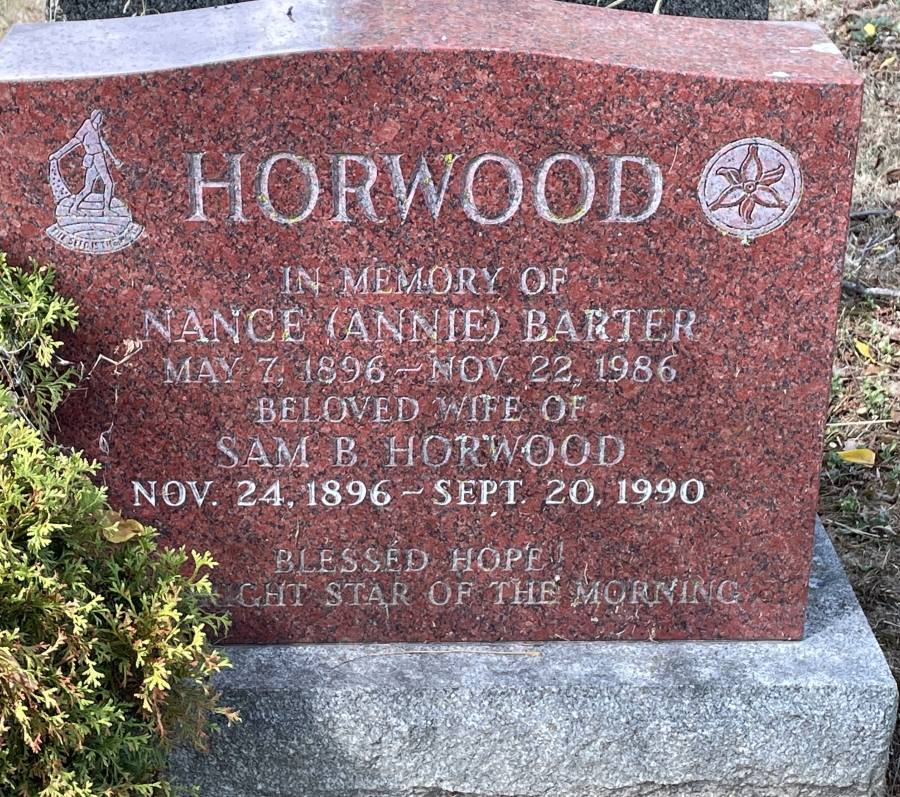 HORWOOD
IN MEMORY OF
NANCE (ANNIE) BARTER
MAY 7, 1896 ~ NOV. 22, 1986
BELOVED WIFE OF
SAM B. HORWOOD
NOV. 24, 1896 ~ SEPT. 20, 1990
BLESSÉD HOPE!
STAR OF THE MORNING